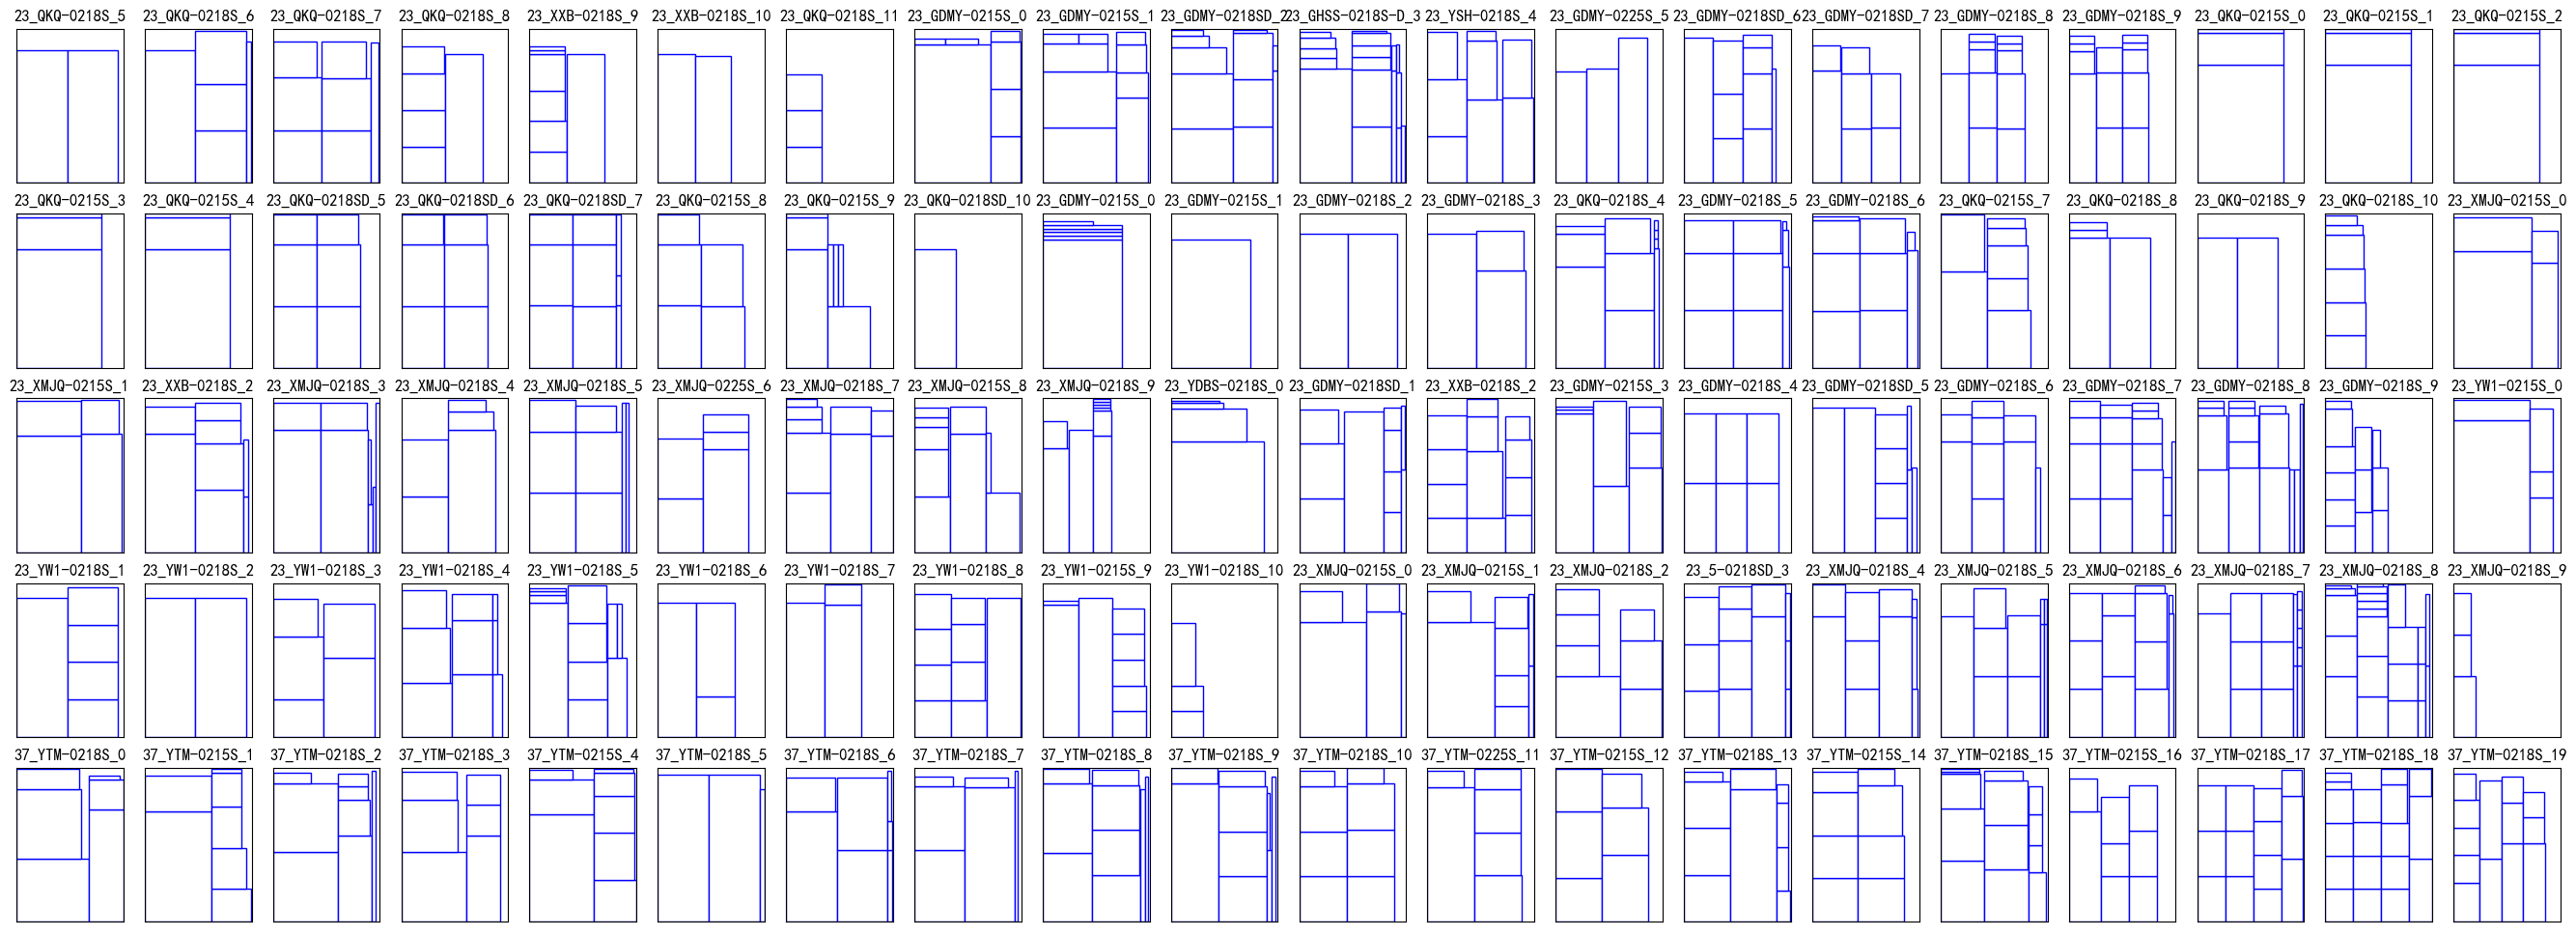 23_QKQ-0218S_5 23_QKQ-0218S_6 23_QKQ-0218S_7 23_QKQ-0218S_8 23_XXB-0218S_9 23_XXB-0218S_10 23_QKQ-0218S_11 23_GDMY-0215S_0 23_GDMY-0215S_1 23_GDMY-0218SD_2 23_GHSS-0218S-D_3 23_YSH-0218S_4 23_GDMY-0225S_5 23_GDMY-0218SD_6 23_GDMY-0218SD_7 23_GDMY-0218S_8 23_GDMY-0218S_9 23_QKQ-0215S_0 23_QKQ-0215S_1 23_QKQ-0215S_2
23_QKQ-0215S_3 23_QKQ-0215S_4 23_QKQ-0218SD_5 23_QKQ-0218SD_6 23_QKQ-0218SD_7 23_QKQ-0215S_8 23_QKQ-0215S_9 23_QKQ-0218SD_10 23_GDMY-0215S_0 23_GDMY-0215S_1 23_GDMY-0218S_2 23_GDMY-0218S_3 23_QKQ-0218S_4 23_GDMY-0218S_5 23_GDMY-0218S_6 23_QKQ-0215S_7 23_QKQ-0218S_8 23_QKQ-0218S_9 23_QKQ-0218S_10 23_XMJQ-0215S_0
23_XMJQ-0215S_1 23_XXB-0218S_2 23_XMJQ-0218S_3 23_XMJQ-0218S_4 23_XMJQ-0218S_5 23_XMJQ-0225S_6 23_XMJQ-0218S_7 23_XMJQ-0215S_8 23_XMJQ-0218S_9 23_YDBS-0218S_0 23_GDMY-0218SD_1 23_XXB-0218S_2 23_GDMY-0215S_3 23_GDMY-0218S_4 23_GDMY-0218SD_5 23_GDMY-0218S_6 23_GDMY-0218S_7 23_GDMY-0218S_8 23_GDMY-0218S_9 23_YW1-0215S_0
23_YW1-0218S_1 23_YW1-0218S_2 23_YW1-0218S_3 23_YW1-0218S_4 23_YW1-0218S_5 23_YW1-0218S_6 23_YW1-0218S_7 23_YW1-0218S_8 23_YW1-0215S_9 23_YW1-0218S_10 23_XMJQ-0215S_0 23_XMJQ-0215S_1 23_XMJQ-0218S_2 23_5-0218SD_3 23_XMJQ-0218S_4 23_XMJQ-0218S_5 23_XMJQ-0218S_6 23_XMJQ-0218S_7 23_XMJQ-0218S_8 23_XMJQ-0218S_9
37_YTM-0218S_0 37_YTM-0215S_1 37_YTM-0218S_2 37_YTM-0218S_3 37_YTM-0215S_4 37_YTM-0218S_5 37_YTM-0218S_6 37_YTM-0218S_7 37_YTM-0218S_8 37_YTM-0218S_9 37_YTM-0218S_10 37_YTM-0225S_11 37_YTM-0215S_12 37_YTM-0218S_13 37_YTM-0215S_14 37_YTM-0218S_15 37_YTM-0215S_16 37_YTM-0218S_17 37_YTM-0218S_18 37_YTM-0218S_19